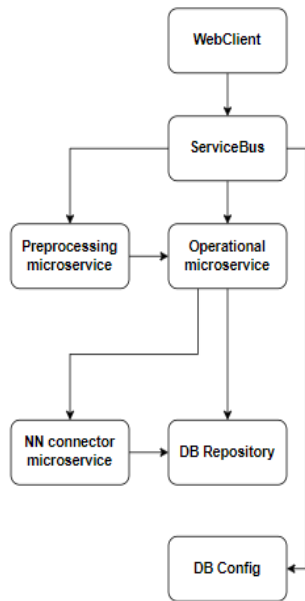 WebClient
ServiceBus
Preprocessing
microservice
Operational
microservice
NN connector
microservice
DB Repository
DB Config